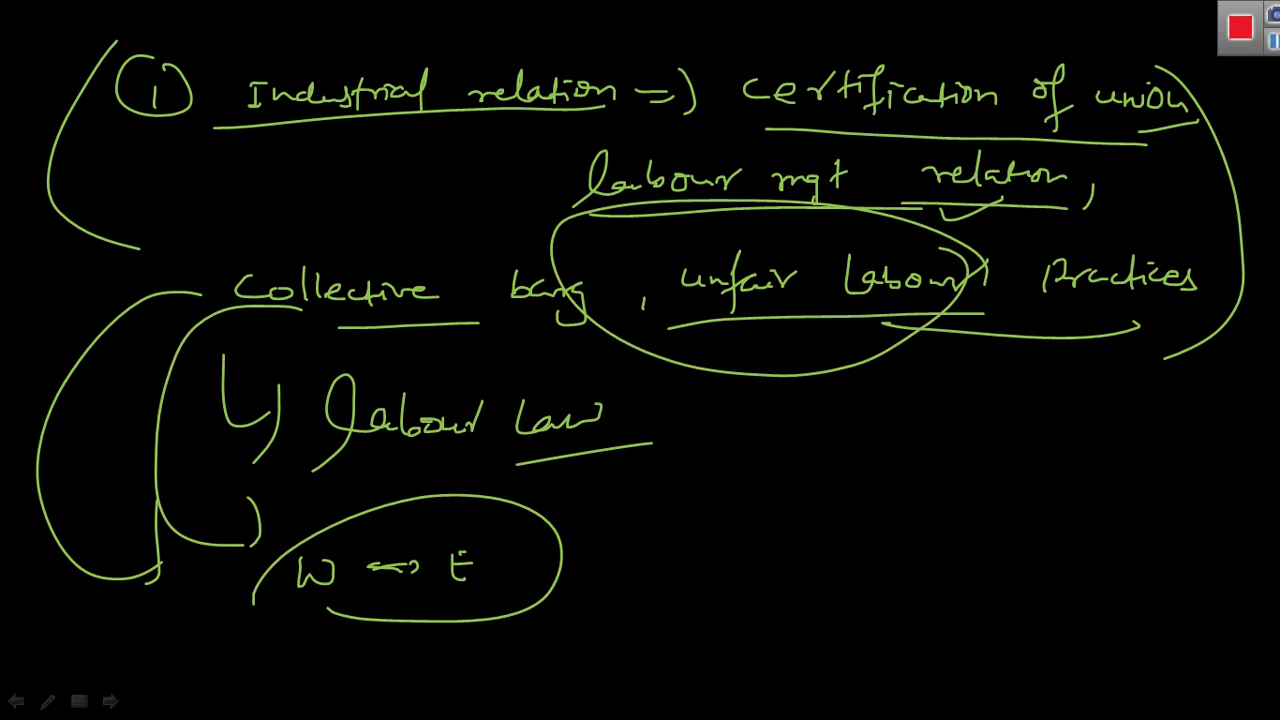 1 Industrial relation => certification of union
labour mgt relation,
Collective barg, unfair labour practices
labour law
W <-> E